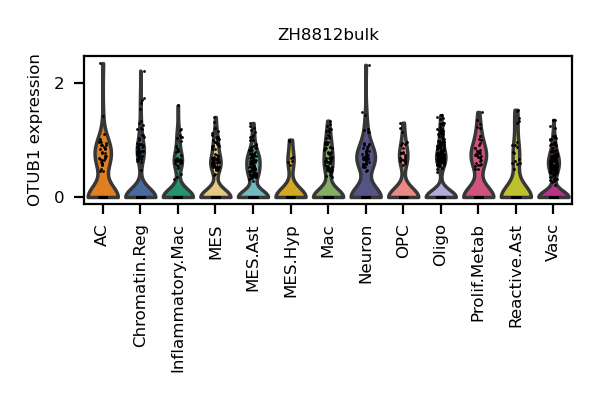 ZH8812bulk
OTUB1 expression
2
0
AC
Chromatin.Reg
Inflammatory.Mac
MES
MES.Ast
MES.Hyp
Mac
Neuron
OPC
Oligo
Prolif.Metab
Reactive.Ast
Vasc